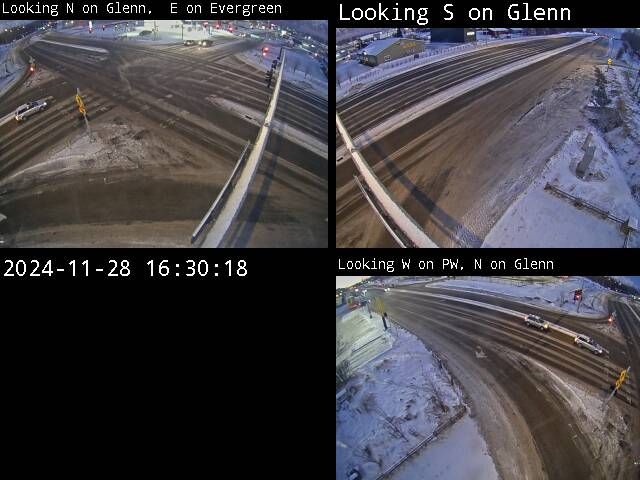 Looking N on Glenn,  E on Evergreen
Looking S on Glenn
2024-11-28 16:30:18
Looking W on PW, N on Glenn